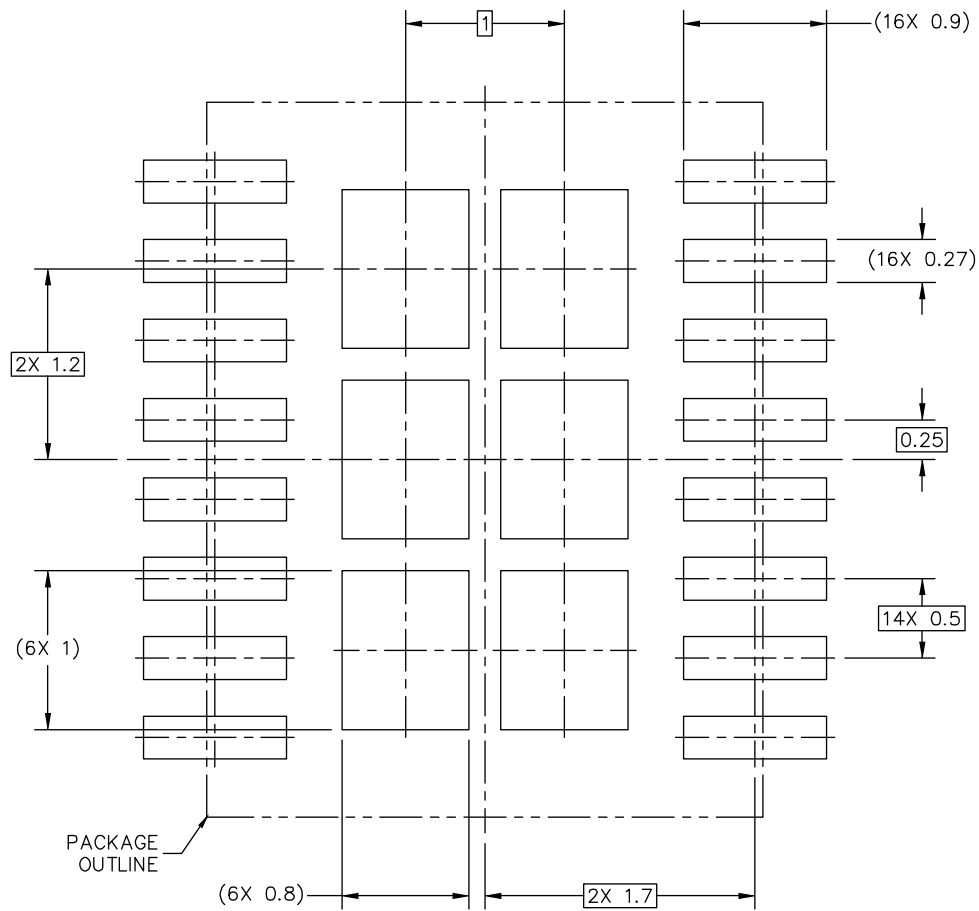 1
(16X 0.9)
(16X 0.27)
2X 1.2
0.25
14X 0.5
(6X 1)
PACKAGE
OUTLINE
(6X 0.8)
2X 1.7